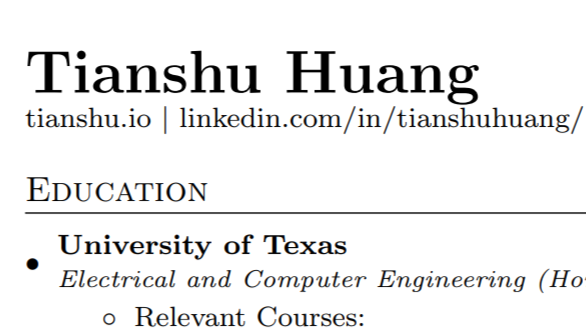 Tianshu Huang
tianshu.io | linkedin.com/in/tianshuhuang/
EDUCATION
• University of Texas
Electrical and Computer Engineering (Ho
○ Relevant Courses: